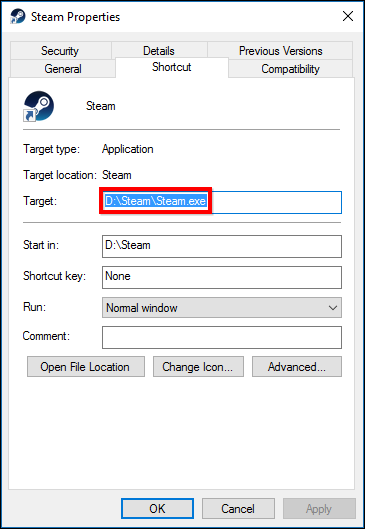 Steam Properties
Security Details Previous Versions
General Shortcut Compatibility
Steam
Target type: Application
Target location: Steam
Target: D:\Steam\Steam.exe
Start in: D:\Steam
Shortcut key: None
Run: Normal window
Comment:
Open File Location Change Icon... Advanced...
OK Cancel Apply